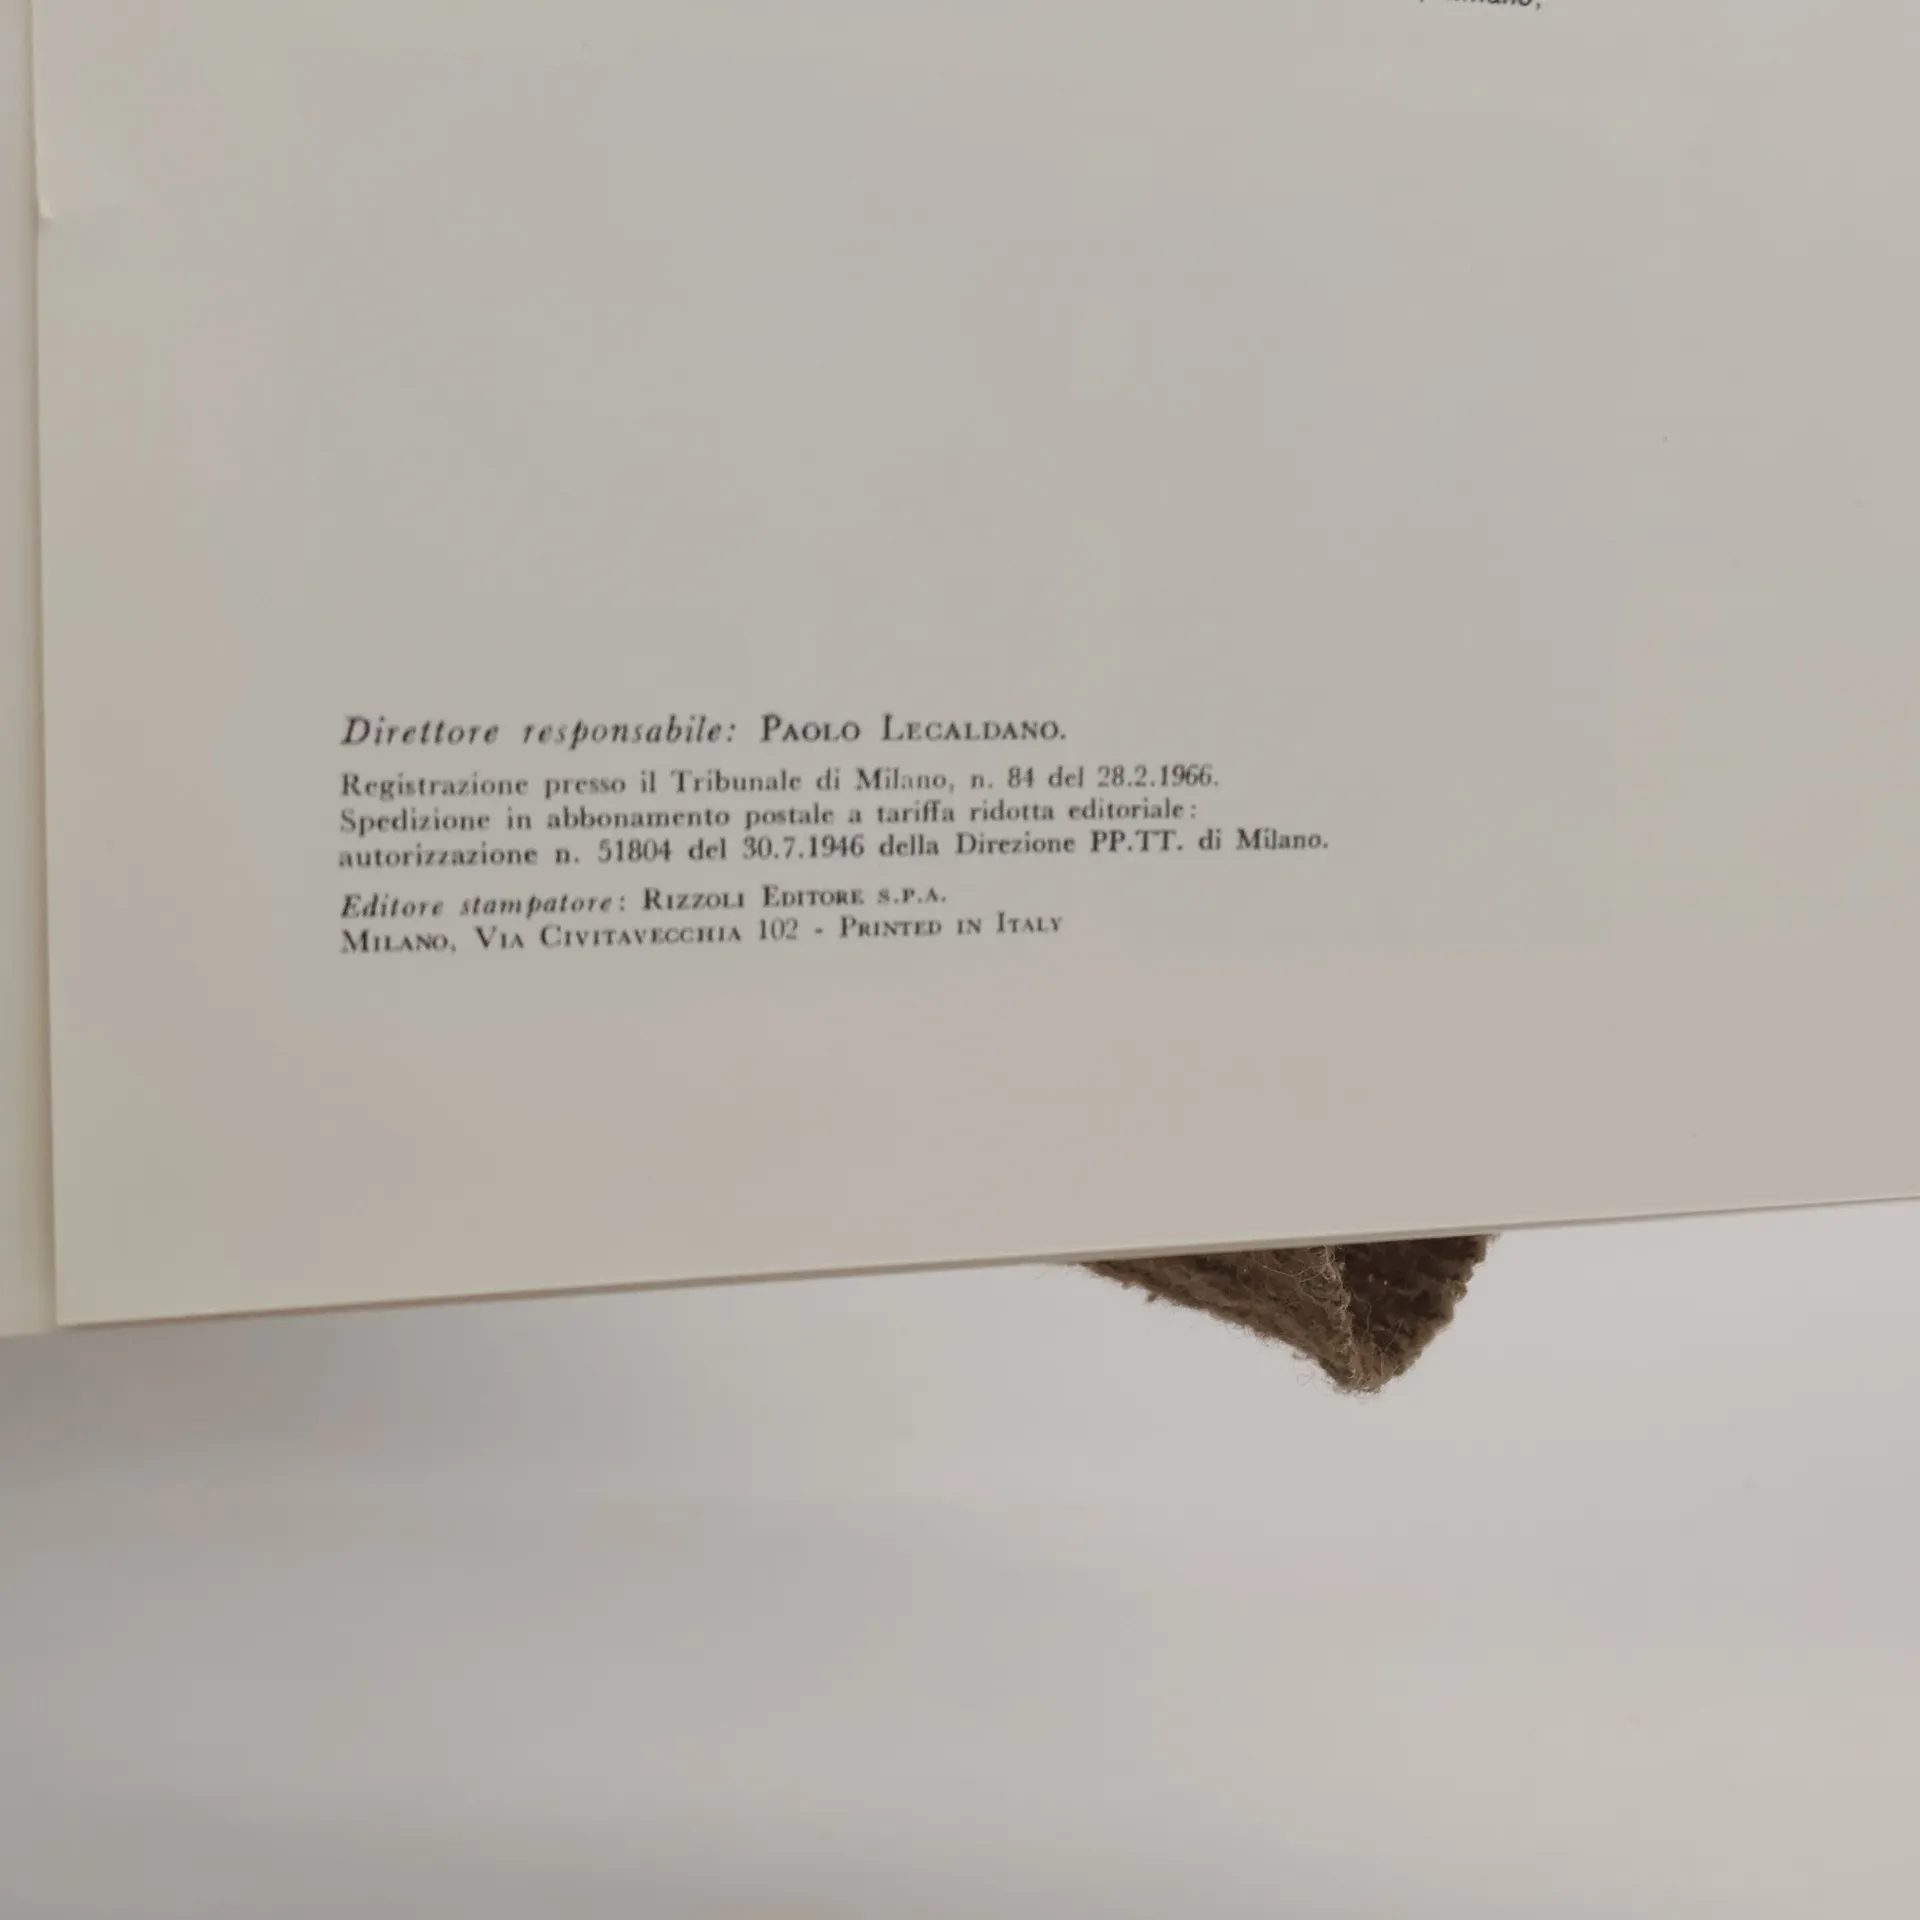 Direttore responsabile: PAOLO LECALDANO.
Registrazione presso il Tribunale di Milano, n. 84 del 28.2.1966.
Spedizione in abbonamento postale a tariffa ridotta editoriale:
autorizzazione n. 51804 del 30.7.1946 della Direzione PP.TT. di Milano.
Editore stampatore: RIZZOLI EDITORE S.P.A.
MILANO, VIA CIVITAVECCHIA 102 - PRINTED IN ITALY